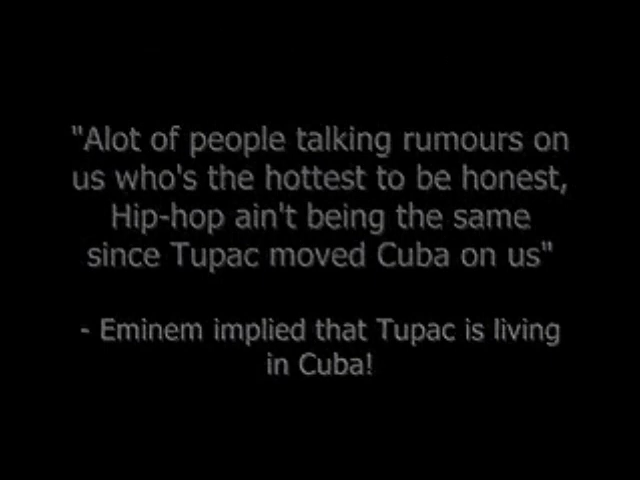 "Alot of people talking rumours on
us who's the hottest to be honest,
Hip-hop ain't being the same
since Tupac moved Cuba on us"
- Eminem implied that Tupac is living
in Cuba!